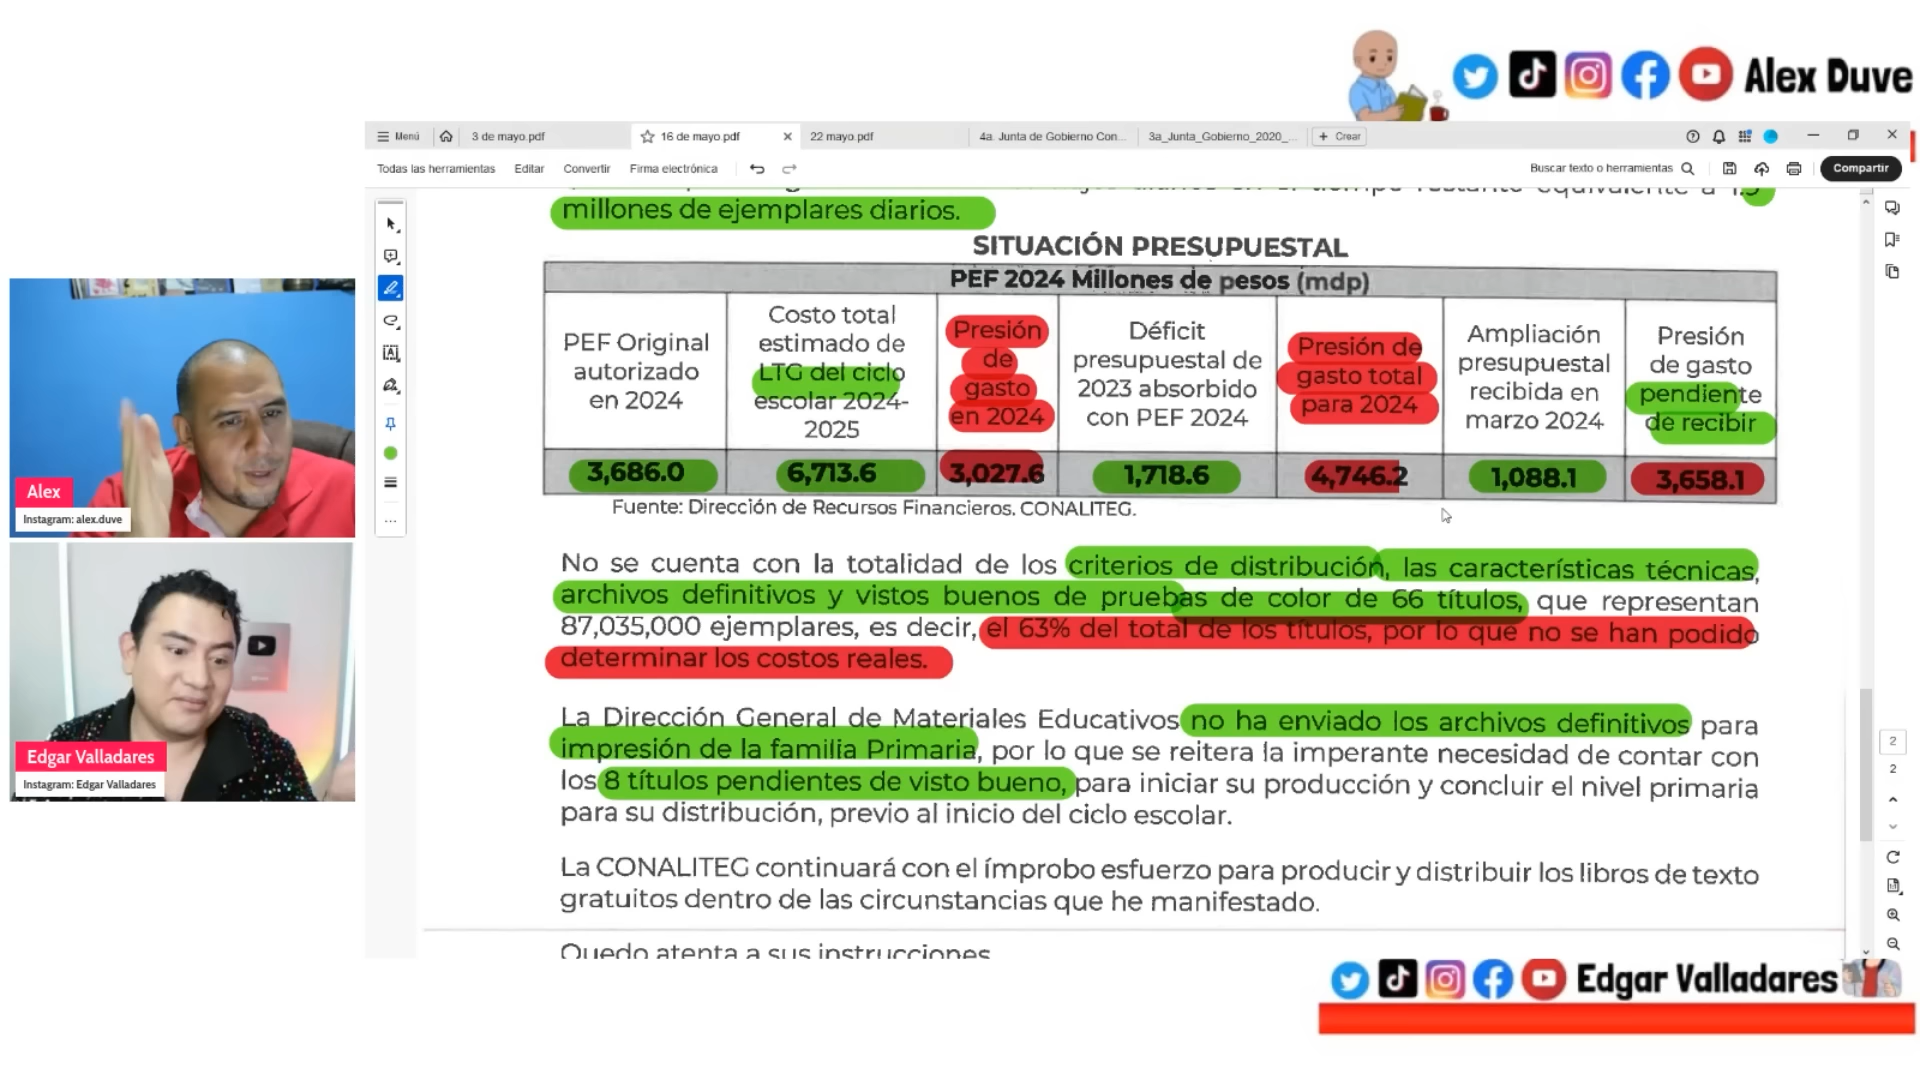 Alex Duve
Menú
3 de mayo.pdf
16 de mayo.pdf
22 mayo.pdf
4a. Junta de Gobierno Con...
3a_Junta_Gobierno_2020_...
+ Crear
Todas las herramientas
Editar
Convertir
Firma electrónica
Buscar texto o herramientas
Compartir
tiempo restante equivalente a 1.9
millones de ejemplares diarios.
SITUACIÓN PRESUPUESTAL
PEF 2024 Millones de pesos (mdp)
PEF Original
autorizado
en 2024
Costo total
estimado de
LTG del ciclo
escolar 2024-
2025
Presión
de
gasto
en 2024
Déficit
presupuestal de
2023 absorbido
con PEF 2024
Presión de
gasto total
para 2024
Ampliación
presupuestal
recibida en
marzo 2024
Presión
de gasto
pendiente
de recibir
3,686.0
6,713.6
3,027.6
1,718.6
4,746.2
1,088.1
3,658.1
Fuente: Dirección de Recursos Financieros. CONALITEG.
No se cuenta con la totalidad de los criterios de distribución, las características técnicas,
archivos definitivos y vistos buenos de pruebas de color de 66 títulos, que representan
87,035,000 ejemplares, es decir, el 63% del total de los títulos, por lo que no se han podido
determinar los costos reales.
La Dirección General de Materiales Educativos no ha enviado los archivos definitivos para
impresión de la familia Primaria, por lo que se reitera la imperante necesidad de contar con
los 8 títulos pendientes de visto bueno, para iniciar su producción y concluir el nivel primaria
para su distribución, previo al inicio del ciclo escolar.
La CONALITEG continuará con el ímprobo esfuerzo para producir y distribuir los libros de texto
gratuitos dentro de las circunstancias que he manifestado.
Quedo atenta a sus instrucciones
2
2
Alex
Instagram: alex.duve
Edgar Valladares
Instagram: Edgar Valladares
Edgar Valladares